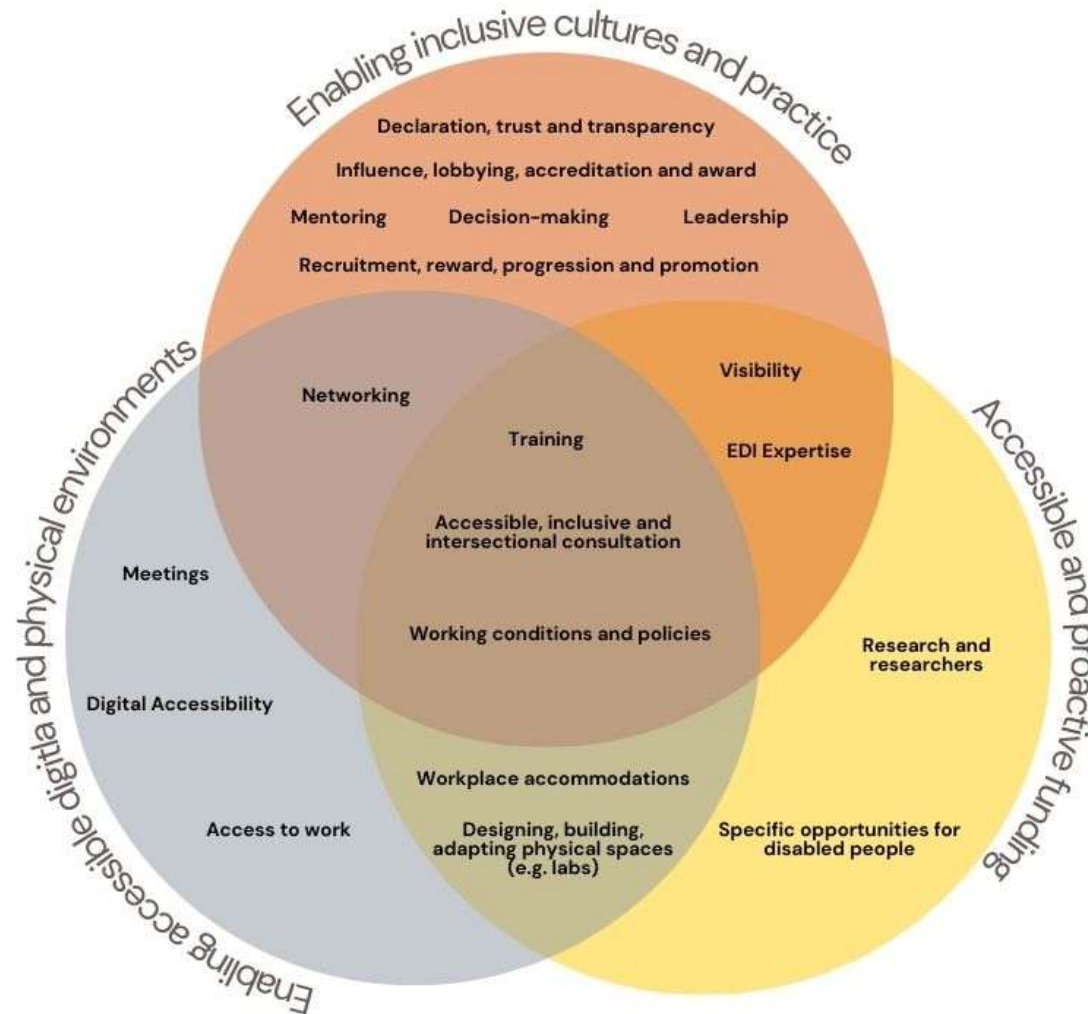 Enabling inclusive cultures and practice
Declaration, trust and transparency
Influence, lobbying, accreditation and award
Mentoring
Decision-making
Leadership
Recruitment, reward, progression and promotion
Networking
Visibility
Training
EDI Expertise
Accessible, inclusive and
intersectional consultation
Meetings
Working conditions and policies
Research and
researchers
Digital Accessibility
Workplace accommodations
Access to work
Designing, building,
adapting physical spaces
(e.g. labs)
Specific opportunities for
disabled people
Enabling accessible digitla and physical environments
Accessible and proactive funding